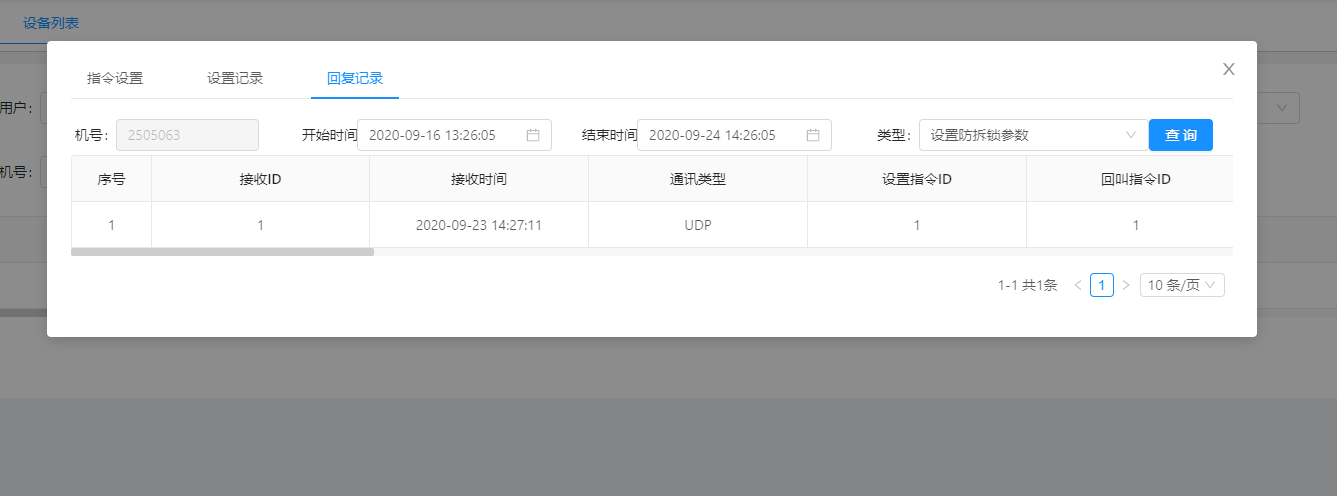 设备列表
用户：
机号：
指令设置 设置记录 回复记录
机号： 2505063 开始时间 2020-09-16 13:26:05 结束时间 2020-09-24 14:26:05 类型： 设置防拆锁参数 查 询
序号 接收ID 接收时间 通讯类型 设置指令ID 回叫指令ID
1 1 2020-09-23 14:27:11 UDP 1 1
1-1 共1条 1 10 条/页